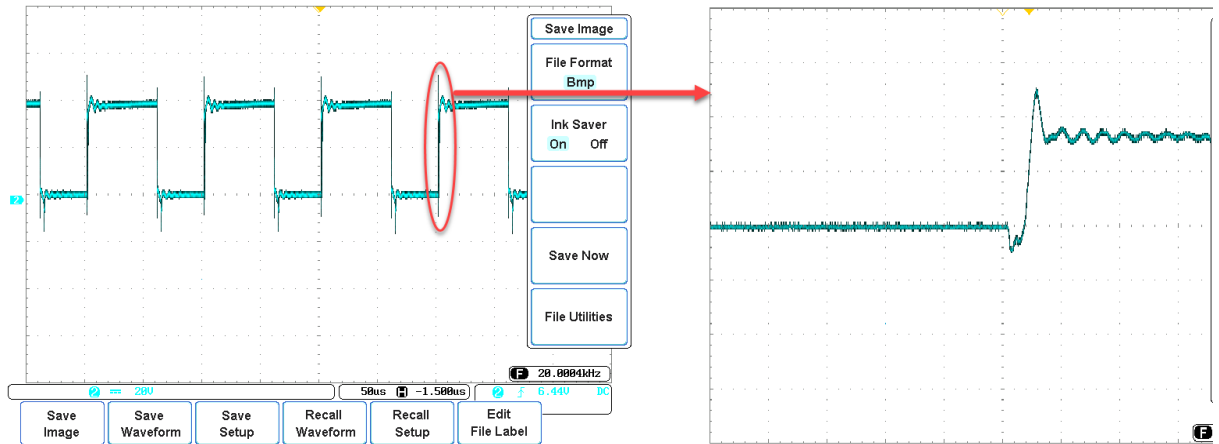 Save Image
File Format
Bmp
Ink Saver
On Off
Save Now
File Utilities
2
F 20.0004kHz
2 20V
50us H -1.500us
2 6.44V DC
Save
Image
Save
Waveform
Save
Setup
Recall
Waveform
Recall
Setup
Edit
File Label
F